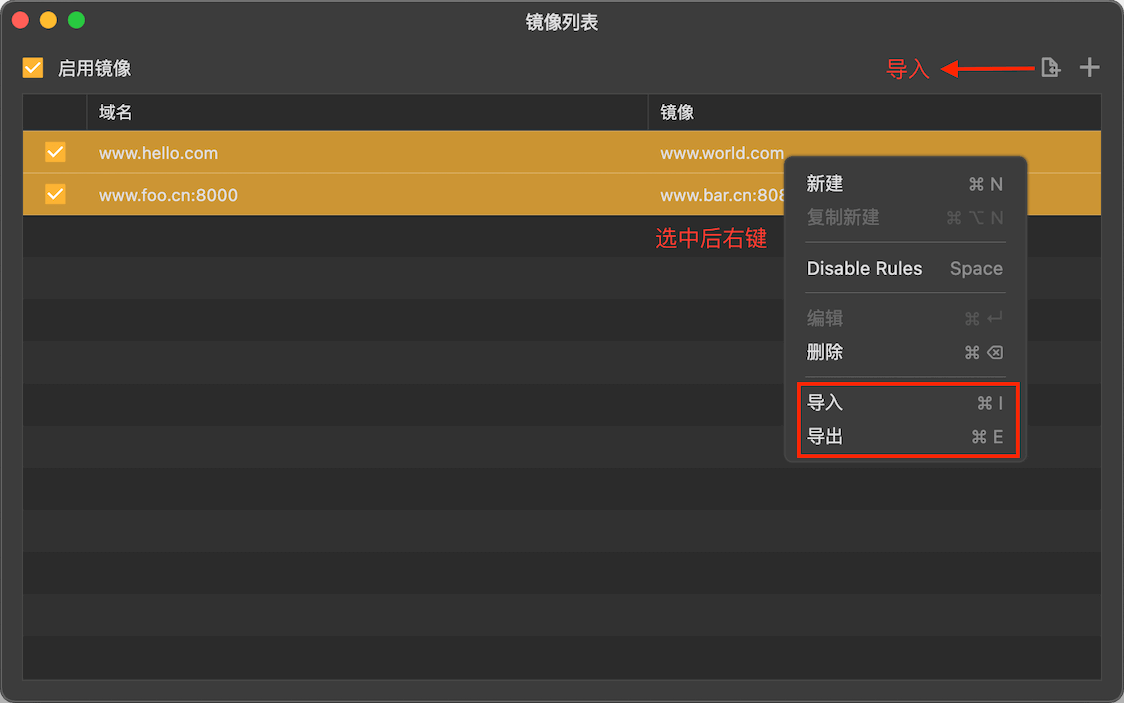 镜像列表
启用镜像
导入
域名 镜像
www.hello.com www.world.com
www.foo.cn:8000 www.bar.cn:808
选中后右键
新建 ⌘ N
复制新建 ⌘ ⌥ N
Disable Rules Space
编辑 ⌘ ↩
删除 ⌘ ⌫
导入 ⌘ I
导出 ⌘ E